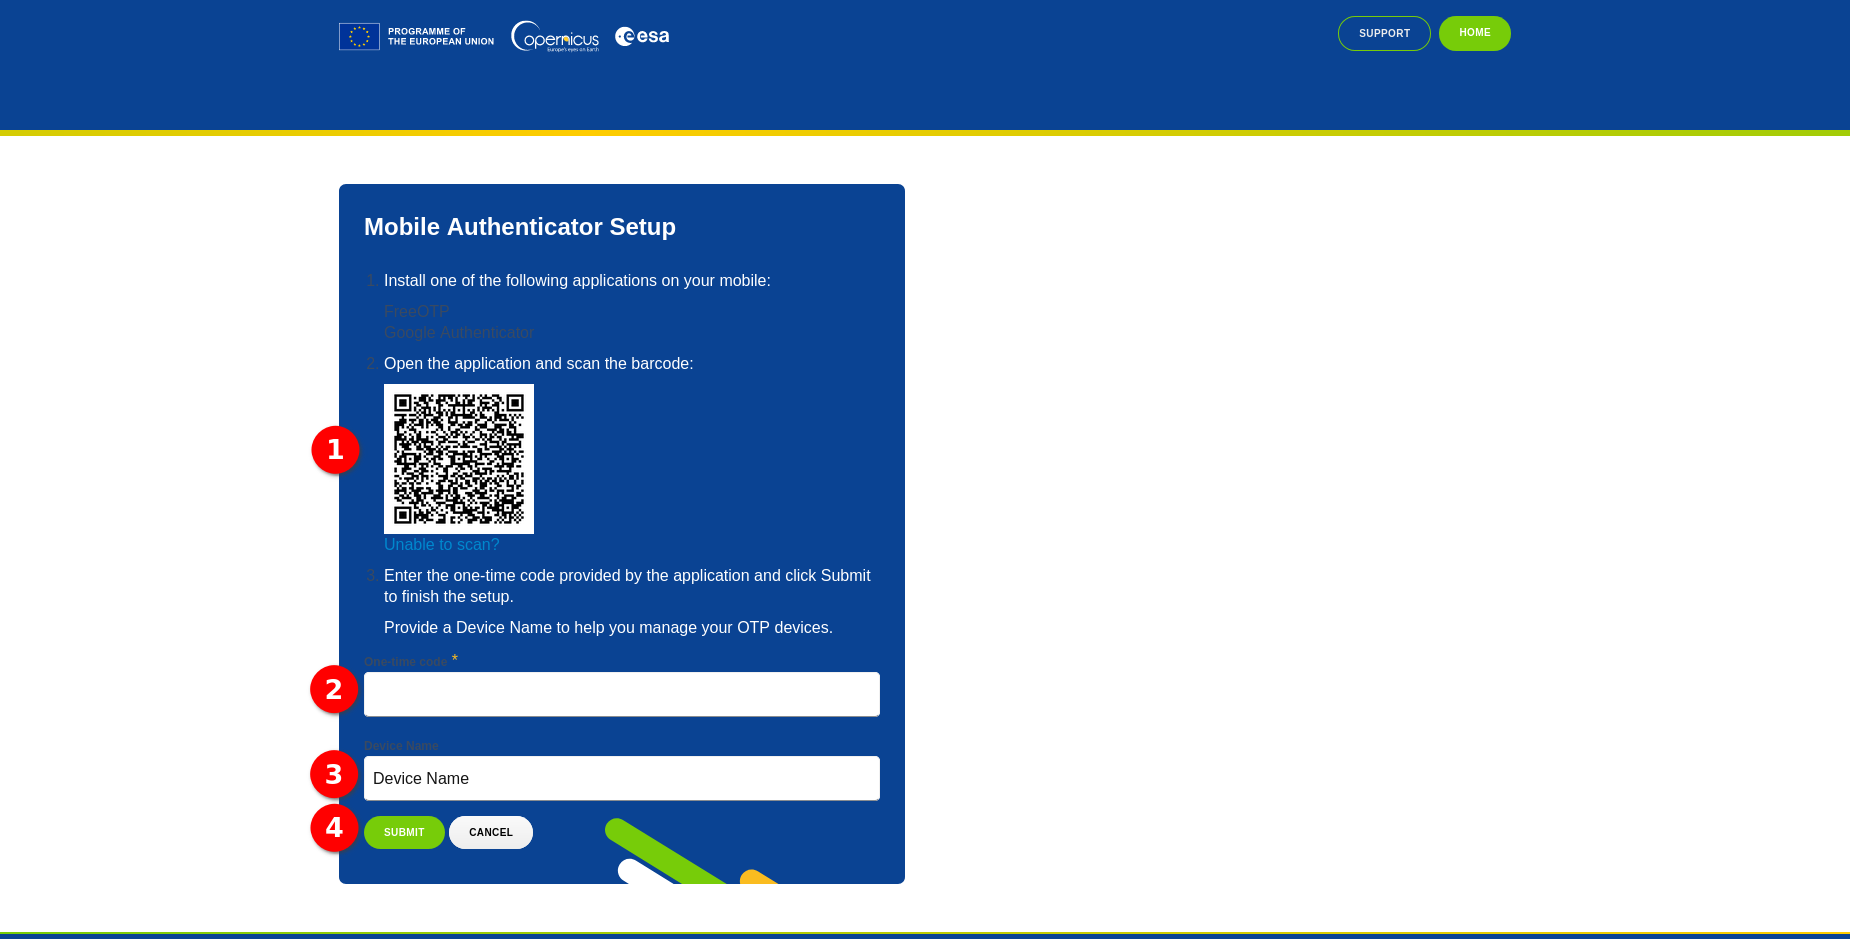 PROGRAMME OF
THE EUROPEAN UNION
opernicus
Europe's eyes on Earth
esa
SUPPORT
HOME
Mobile Authenticator Setup
1. Install one of the following applications on your mobile:
FreeOTP
Google Authenticator
2. Open the application and scan the barcode:
1
Unable to scan?
3. Enter the one-time code provided by the application and click Submit
to finish the setup.
Provide a Device Name to help you manage your OTP devices.
One-time code *
2
Device Name
3
Device Name
4
SUBMIT
CANCEL